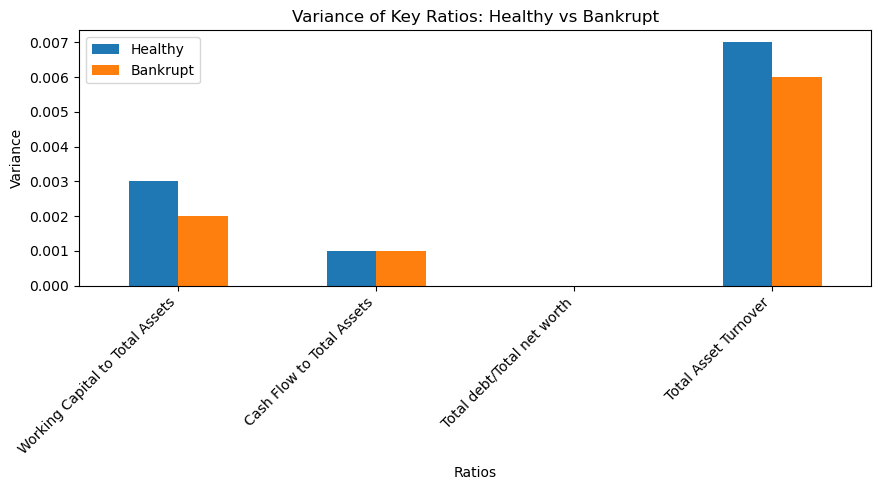 Variance of Key Ratios: Healthy vs Bankrupt
Healthy
Bankrupt
Variance
0.007
0.006
0.005
0.004
0.003
0.002
0.001
0.000
Working Capital to Total Assets
Cash Flow to Total Assets
Total debt/Total net worth
Total Asset Turnover
Ratios